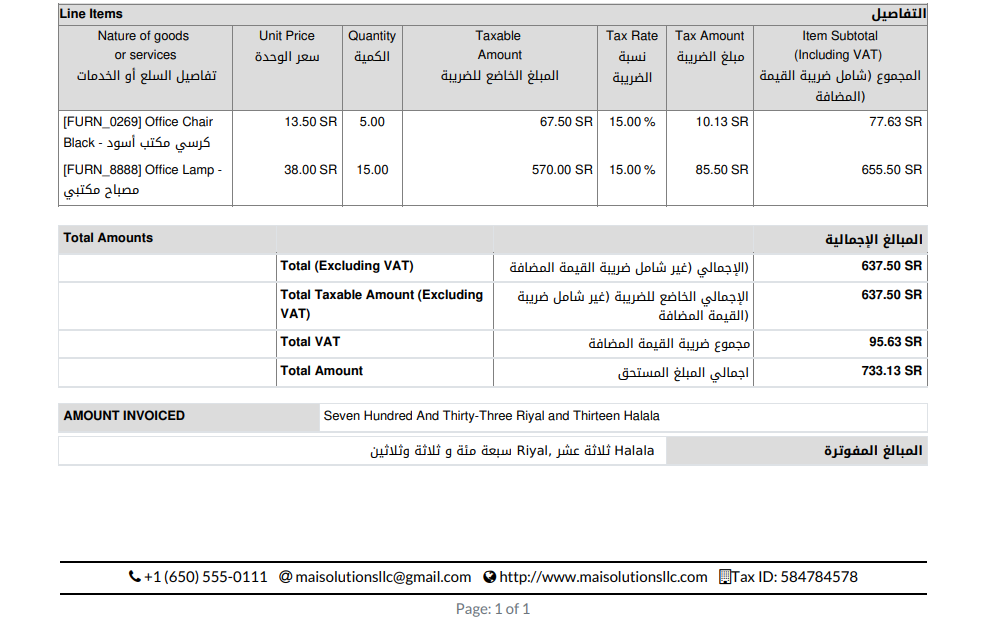 Line Items التفاصيل
Nature of goods
or services
تفاصيل السلع أو الخدمات
Unit Price
سعر الوحدة
Quantity
الكمية
Taxable
Amount
المبلغ الخاضع للضريبة
Tax Rate
نسبة
الضريبة
Tax Amount
مبلغ الضريبة
Item Subtotal
(Including VAT)
المجموع (شامل ضريبة القيمة
المضافة)
[FURN_0269] Office Chair 13.50 SR 5.00 67.50 SR 15.00 % 10.13 SR 77.63 SR
Black - كرسي مكتب أسود
[FURN_8888] Office Lamp - 38.00 SR 15.00 570.00 SR 15.00 % 85.50 SR 655.50 SR
مصباح مكتبي
Total Amounts المبالغ الإجمالية
Total (Excluding VAT) الإجمالي (غير شامل ضريبة القيمة المضافة) 637.50 SR
Total Taxable Amount (Excluding الإجمالي الخاضع للضريبة (غير شامل ضريبة 637.50 SR
VAT) القيمة المضافة)
Total VAT مجموع ضريبة القيمة المضافة 95.63 SR
Total Amount اجمالي المبلغ المستحق 733.13 SR
AMOUNT INVOICED Seven Hundred And Thirty-Three Riyal and Thirteen Halala
سبعة مئة و ثلاثة وثلاثين Riyal, ثلاثة عشر Halala المبالغ المفوترة
+1 (650) 555-0111 @ maisolutionsllc@gmail.com http://www.maisolutionsllc.com Tax ID: 584784578
Page: 1 of 1